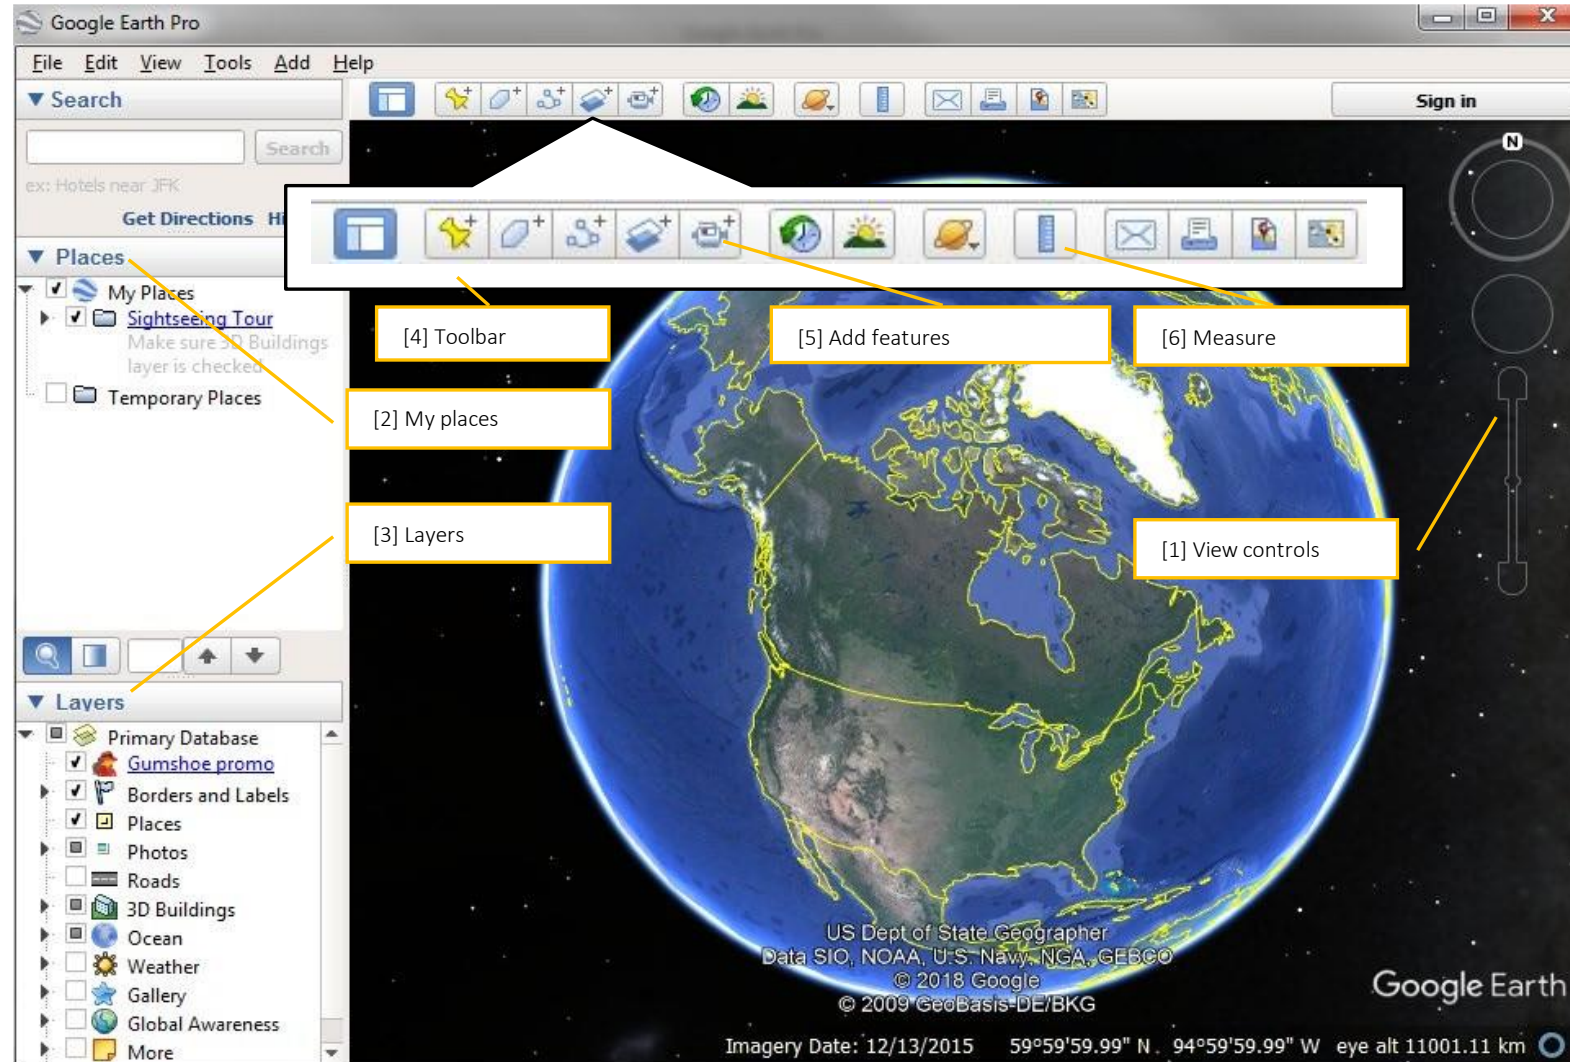 Google Earth Pro
File Edit View Tools Add Help
Search
Sign in
Search
ex: Hotels near JFK
Get Directions
N
Places
My Places
Sightseeing Tour
Make sure 3D Buildings
layer is checked
Temporary Places
[4] Toolbar
[5] Add features
[6] Measure
[2] My places
[3] Layers
[1] View controls
Layers
Primary Database
Gumshoe promo
Borders and Labels
Places
Photos
Roads
3D Buildings
Ocean
Weather
Gallery
Global Awareness
More
US Dept of State Geographer
Data SIO, NOAA, U.S. Navy, NGA, GEBCO
© 2018 Google
© 2009 GeoBasis-DE/BKG
Google Earth
Imagery Date: 12/13/2015 59°59'59.99" N 94°59'59.99" W eye alt 11001.11 km